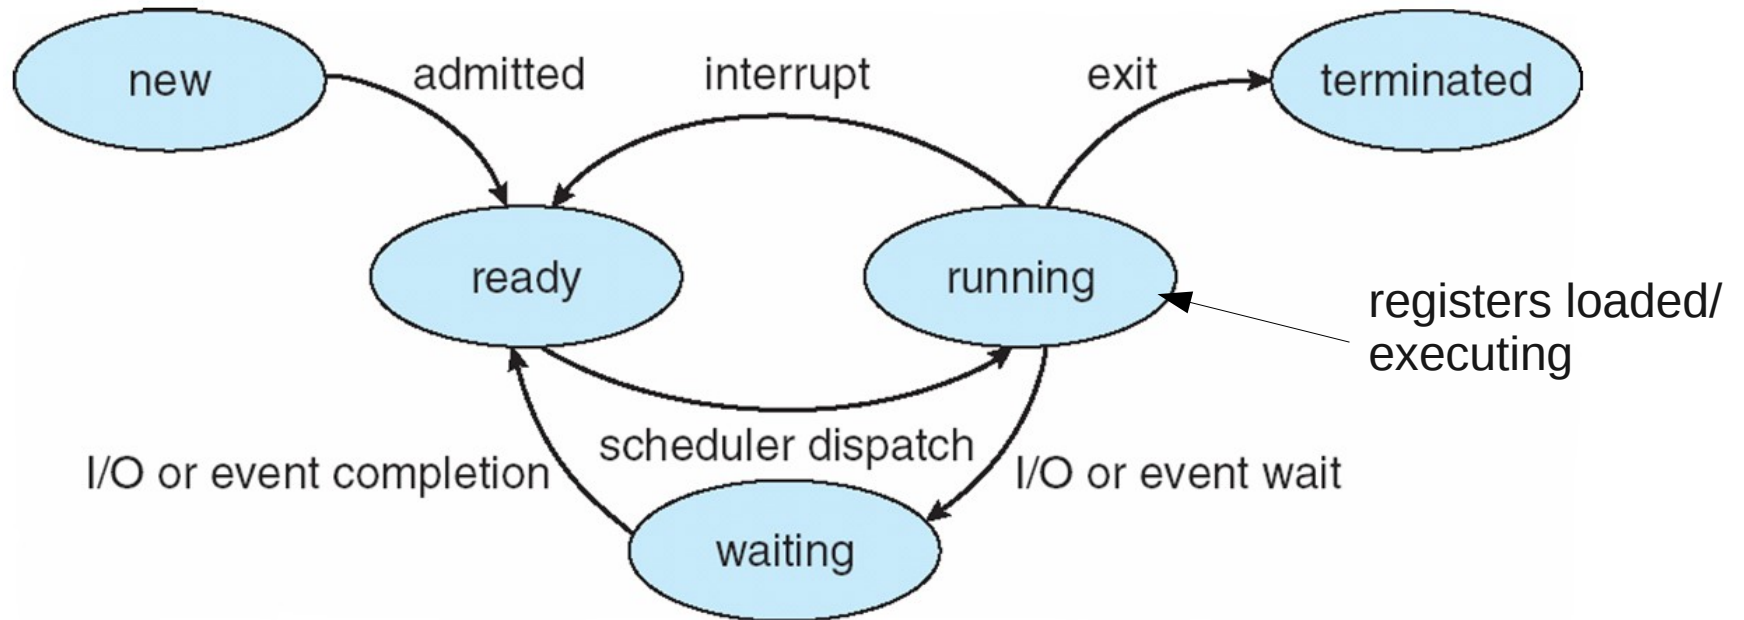 new
admitted
interrupt
exit
terminated
ready
running
registers loaded/
executing
scheduler dispatch
I/O or event completion
I/O or event wait
waiting